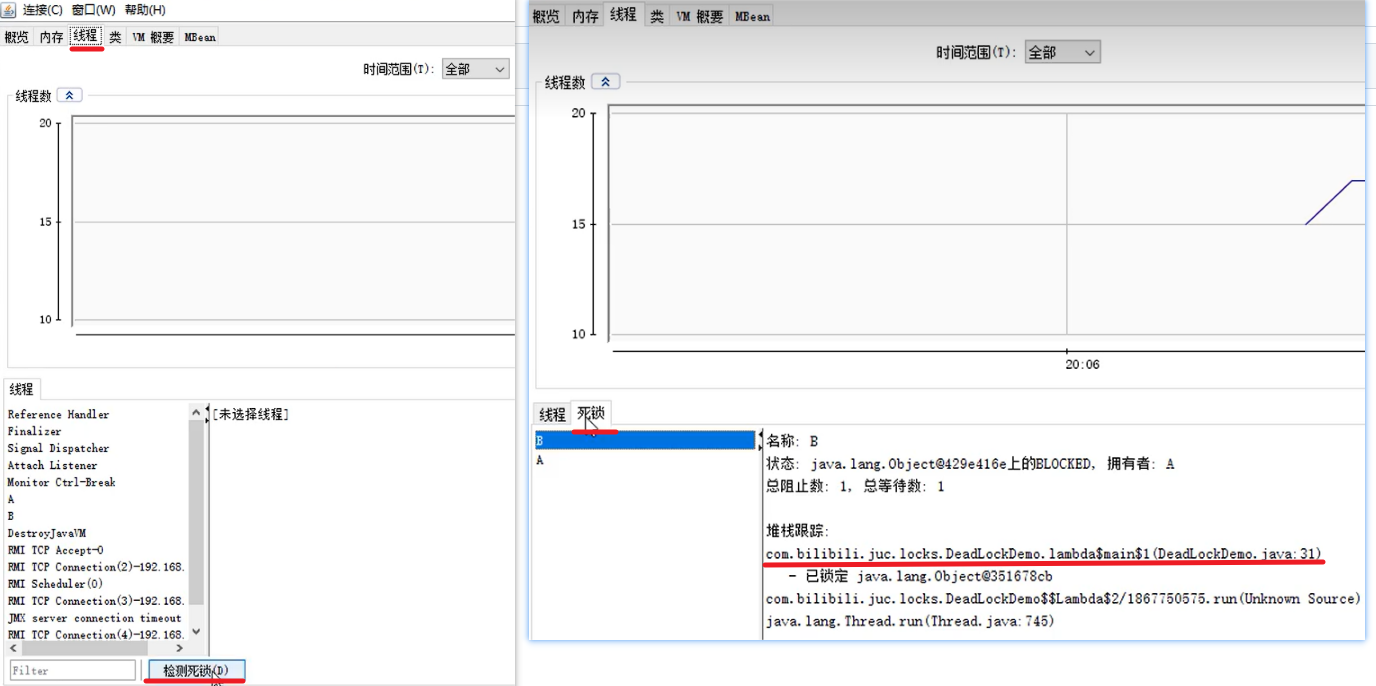 连接(C) 窗口(W) 帮助(H)
概览 内存 线程 类 VM 概要 MBean
时间范围(T): 全部
线程数
20
15
10
线程
Reference Handler
Finalizer
Signal Dispatcher
Attach Listener
Monitor Ctrl-Break
A
B
DestroyJavaVM
RMI TCP Accept-0
RMI TCP Connection(2)-192.168.
RMI Scheduler(0)
RMI TCP Connection(3)-192.168.
JMX server connection timeout
RMI TCP Connection(4)-192.168.
[未选择线程]
Filter
检测死锁(D)
概览 内存 线程 类 VM 概要 MBean
时间范围(T): 全部
线程数
20
15
10
20:06
线程 死锁
B
A
名称: B
状态: java.lang.Object@429e416e上的BLOCKED, 拥有者: A
总阻止数: 1, 总等待数: 1
堆栈跟踪:
com.bilibili.juc.locks.DeadLockDemo.lambda$main$1(DeadLockDemo.java:31)
- 已锁定 java.lang.Object@351678cb
com.bilibili.juc.locks.DeadLockDemo$$Lambda$2/1867750575.run(Unknown Source)
java.lang.Thread.run(Thread.java:745)